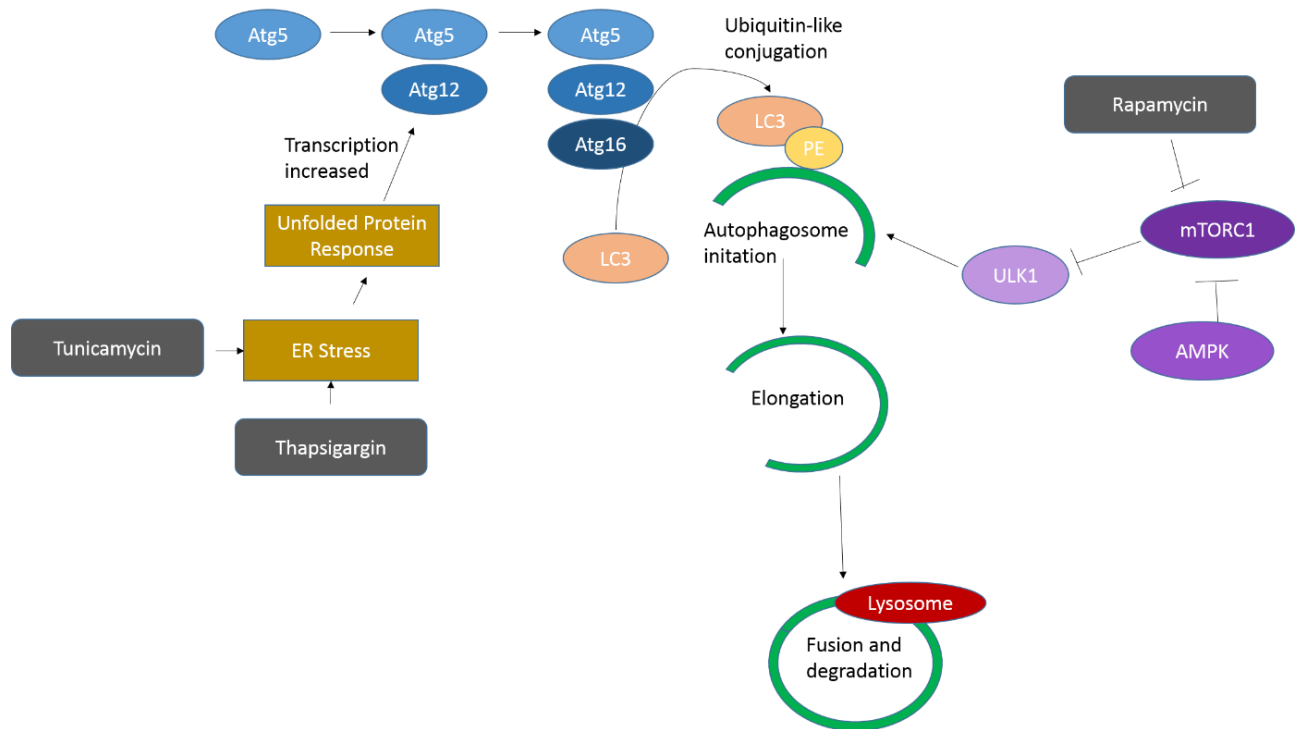 Atg5
Atg5
Atg5
Ubiquitin-like
conjugation
Atg12
Atg12
Rapamycin
LC3
Atg16
PE
Transcription
increased
Unfolded Protein
Response
Autophagosome
initation
mTORC1
LC3
ULK1
Tunicamycin
ER Stress
AMPK
Elongation
Thapsigargin
Lysosome
Fusion and
degradation